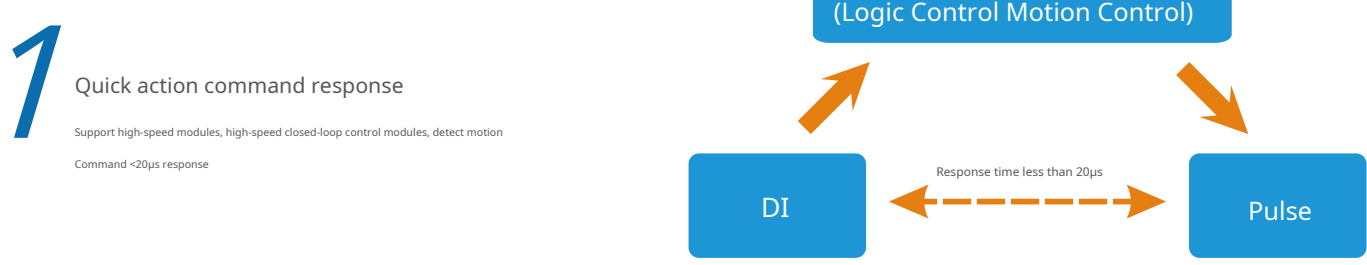 1
Quick action command response
Support high-speed modules, high-speed closed-loop control modules, detect motion
Command <20μs response
(Logic Control Motion Control)
Response time less than 20μs
DI
Pulse